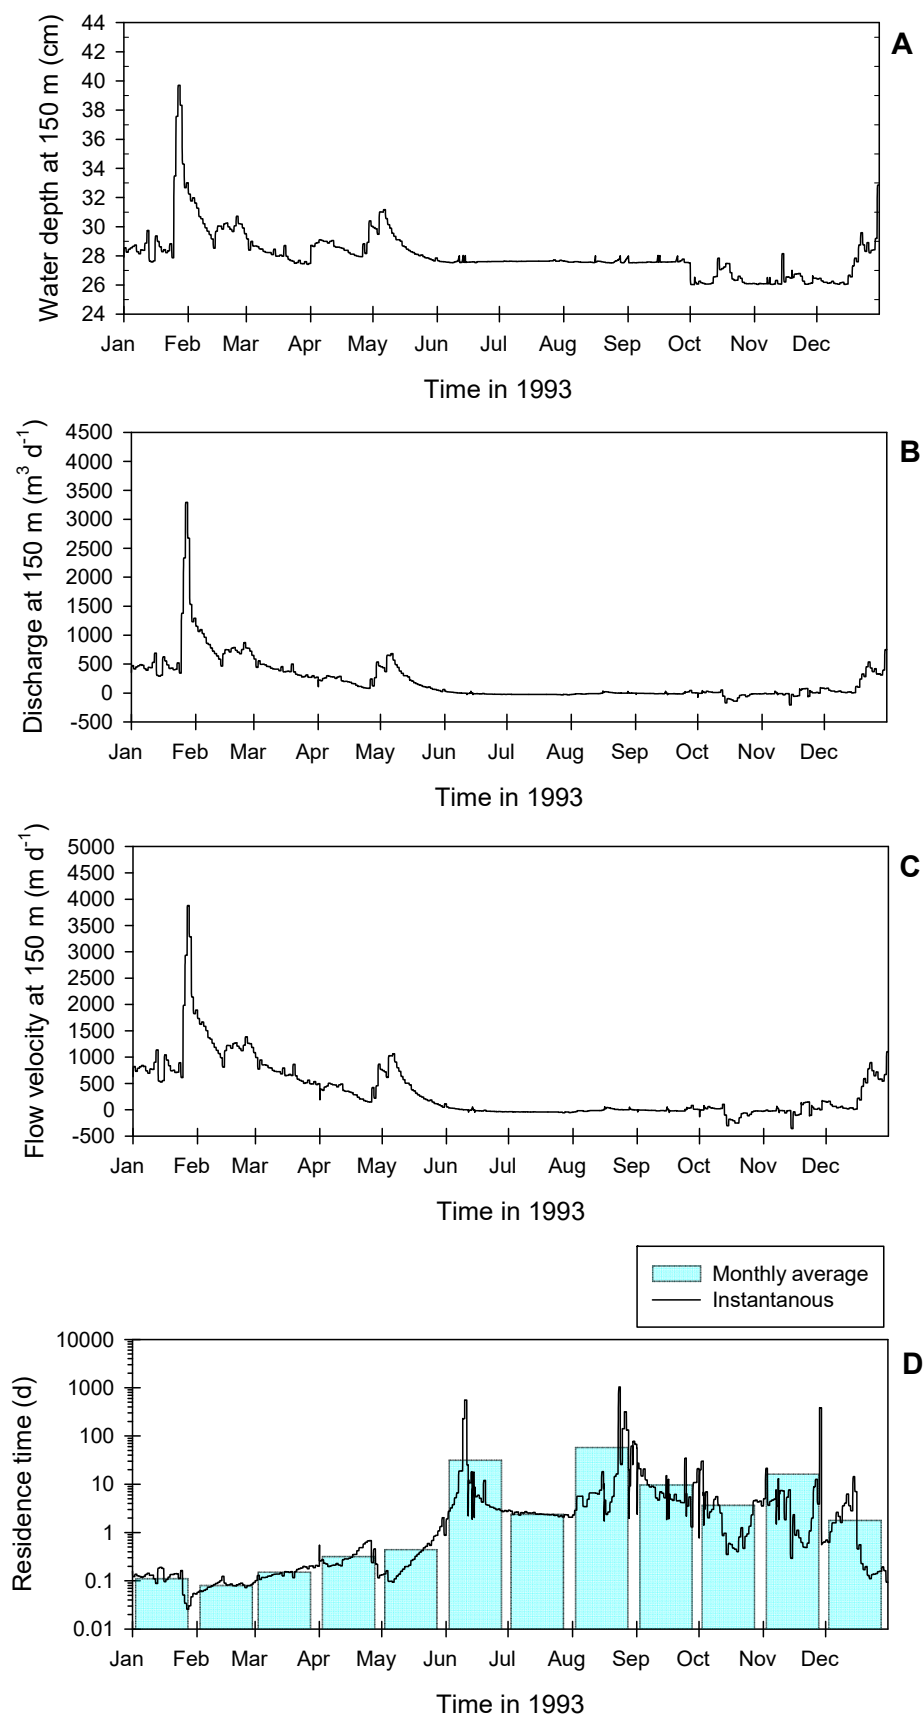 A
Water depth at 150 m (cm)
44
42
40
38
36
34
32
30
28
26
24
Jan Feb Mar Apr May Jun Jul Aug Sep Oct Nov Dec
Time in 1993
B
Discharge at 150 m (m³ d⁻¹)
4500
4000
3500
3000
2500
2000
1500
1000
500
0
-500
Jan Feb Mar Apr May Jun Jul Aug Sep Oct Nov Dec
Time in 1993
C
Flow velocity at 150 m (m d⁻¹)
5000
4500
4000
3500
3000
2500
2000
1500
1000
500
0
-500
Jan Feb Mar Apr May Jun Jul Aug Sep Oct Nov Dec
Time in 1993
Monthly average
Instantanous
D
Residence time (d)
10000
1000
100
10
1
0.1
0.01
Jan Feb Mar Apr May Jun Jul Aug Sep Oct Nov Dec
Time in 1993